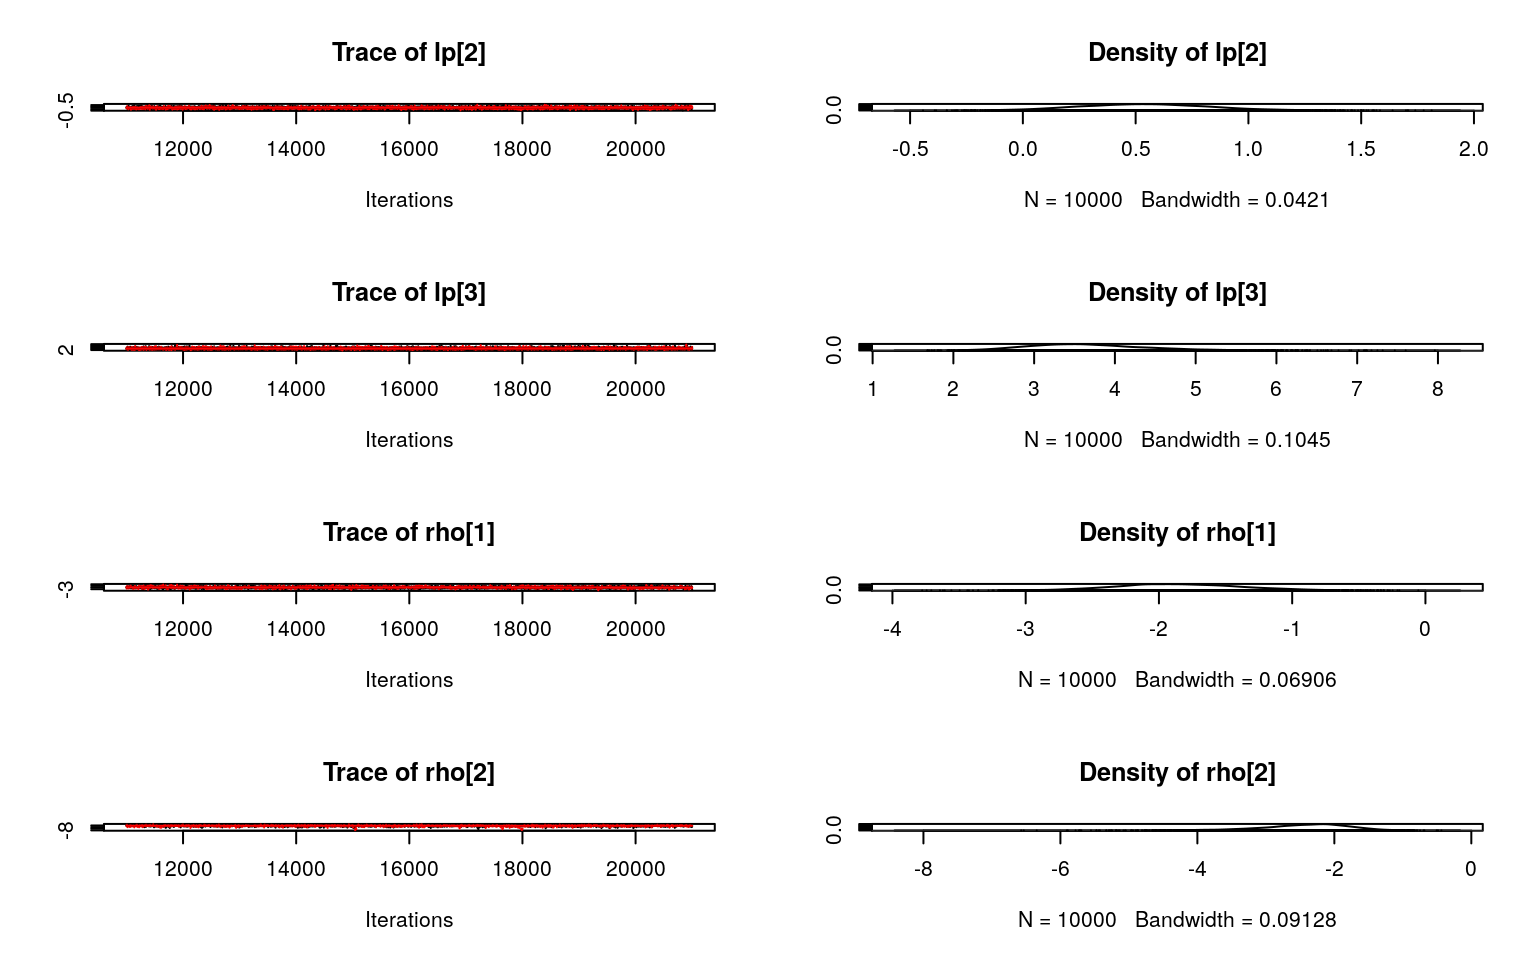 Trace of lp[2]
-0.5
12000 14000 16000 18000 20000
Iterations
Density of lp[2]
0.0
-0.5 0.0 0.5 1.0 1.5 2.0
N = 10000 Bandwidth = 0.0421
Trace of lp[3]
2
12000 14000 16000 18000 20000
Iterations
Density of lp[3]
0.0
1 2 3 4 5 6 7 8
N = 10000 Bandwidth = 0.1045
Trace of rho[1]
-3
12000 14000 16000 18000 20000
Iterations
Density of rho[1]
0.0
-4 -3 -2 -1 0
N = 10000 Bandwidth = 0.06906
Trace of rho[2]
-8
12000 14000 16000 18000 20000
Iterations
Density of rho[2]
0.0
-8 -6 -4 -2 0
N = 10000 Bandwidth = 0.09128